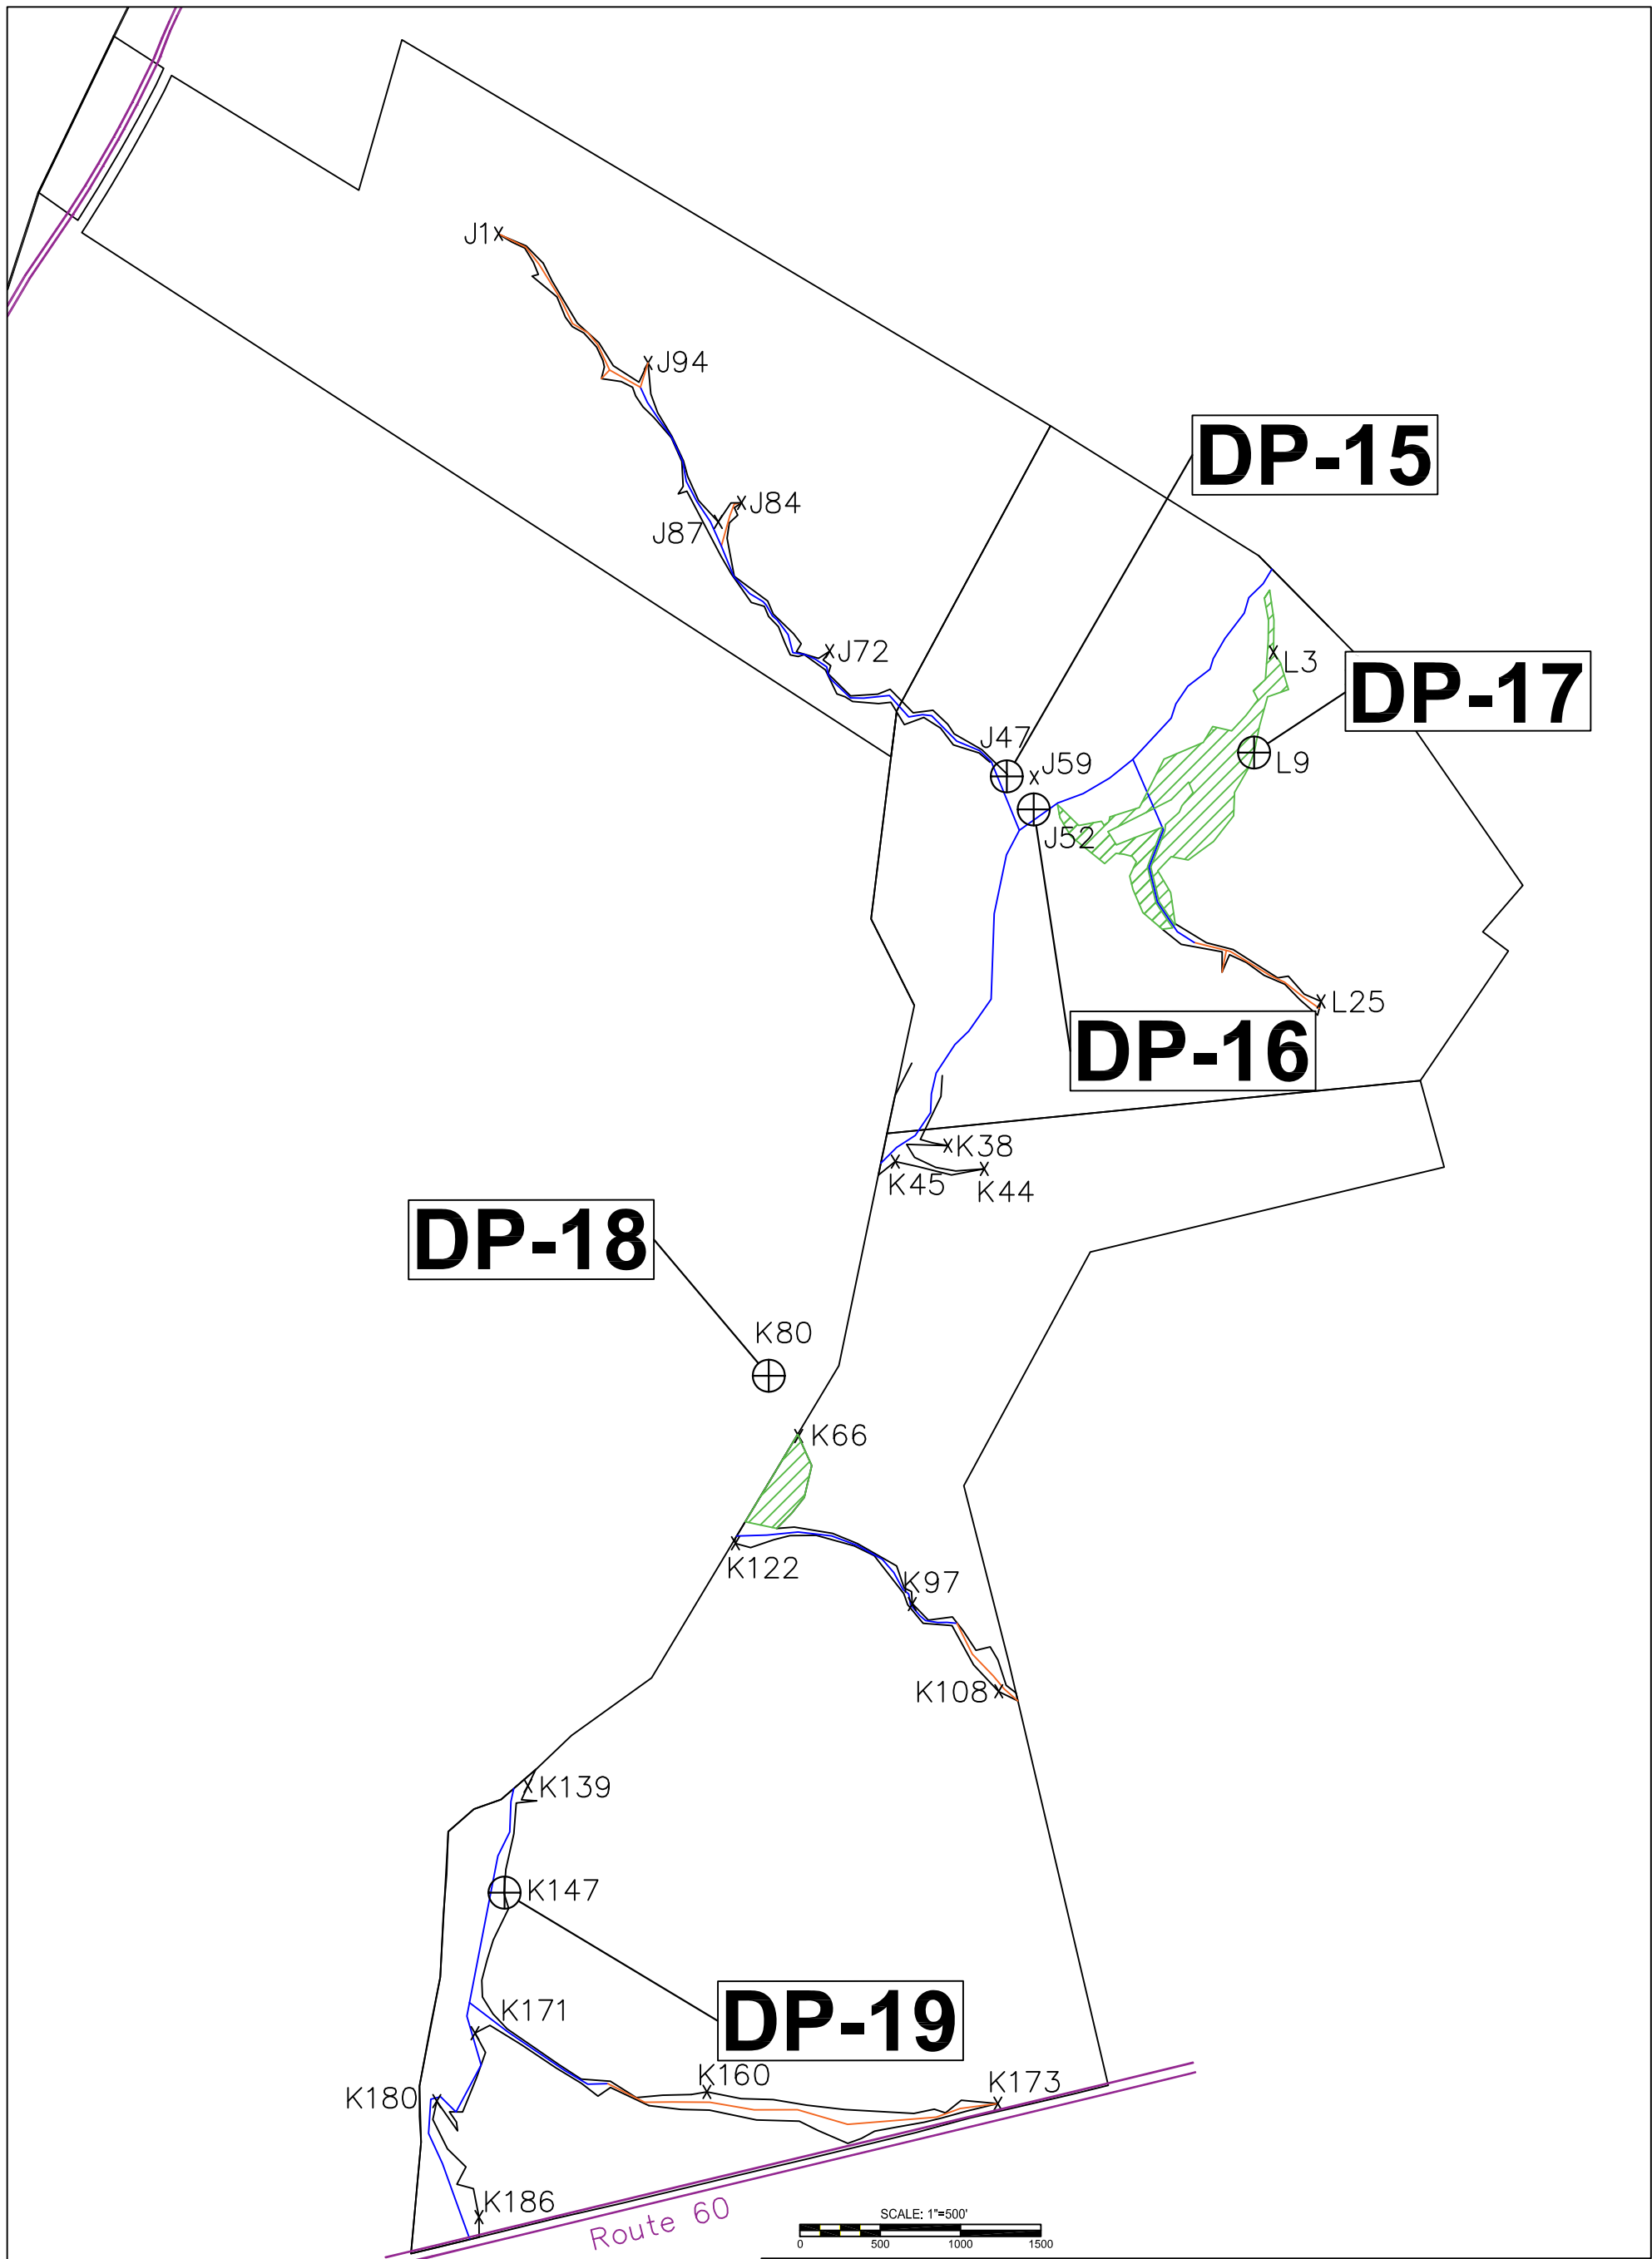 J1
J94
DP-15
J84
J87
J72
L3
DP-17
J47
J59
L9
J52
L25
DP-16
K38
K45
K44
DP-18
K80
K66
K122
K97
K108
K139
K147
K171
DP-19
K160
K173
K180
K186
Route 60
SCALE: 1"=500'
0 500 1000 1500